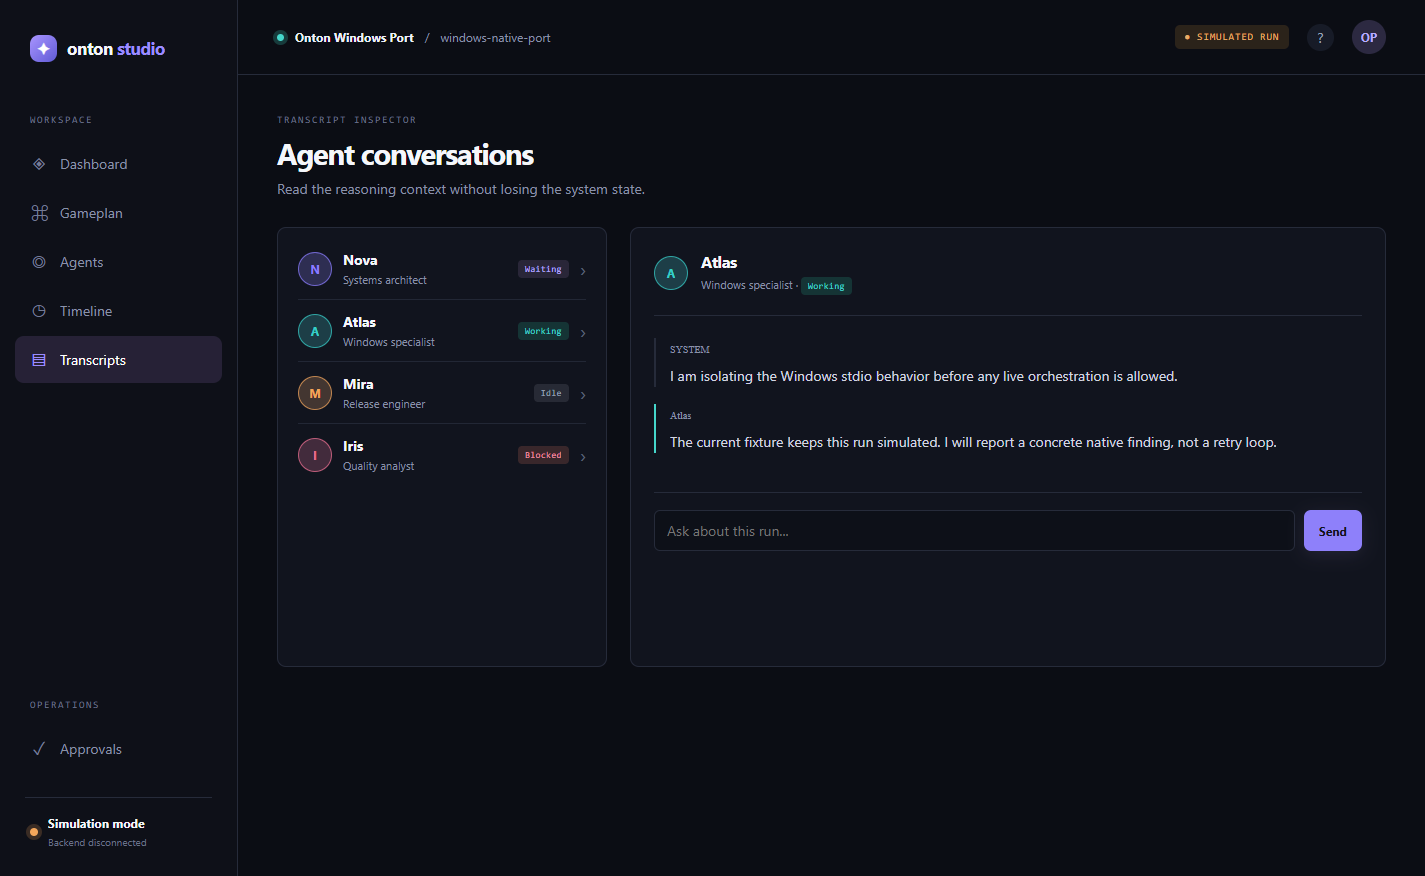 onton studio
WORKSPACE
Dashboard
Gameplan
Agents
Timeline
Transcripts
OPERATIONS
Approvals
Simulation mode
Backend disconnected
Onton Windows Port / windows-native-port
SIMULATED RUN
?
OP
TRANSCRIPT INSPECTOR
Agent conversations
Read the reasoning context without losing the system state.
N
Nova
Systems architect
Waiting
A
Atlas
Windows specialist
Working
M
Mira
Release engineer
Idle
I
Iris
Quality analyst
Blocked
A
Atlas
Windows specialist · Working
SYSTEM
I am isolating the Windows stdio behavior before any live orchestration is allowed.
Atlas
The current fixture keeps this run simulated. I will report a concrete native finding, not a retry loop.
Ask about this run...
Send